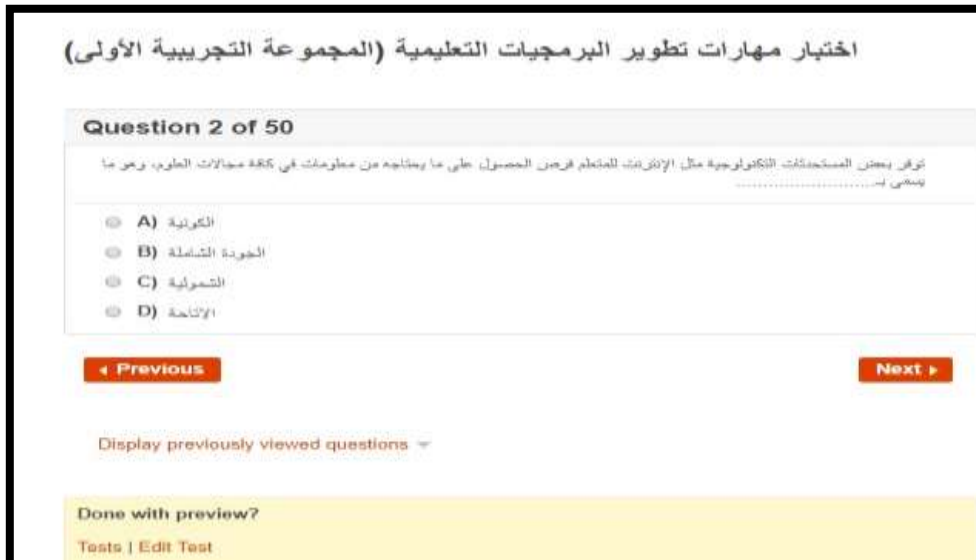 اختبار مهارات تطوير البرمجيات التعليمية (المجموعة التجريبية الأولى)
Question 2 of 50
توفر بعض المستحدثات التكنولوجية مثل الإنترنت للمتعلم فرص الحصول على ما يحتاجه من معلومات في كافة مجالات العلوم، وهو ما
يسمى بـ........................
A) الكونية
B) الجودة الشاملة
C) الشمولية
D) الإتاحة
Previous
Next
Display previously viewed questions
Done with preview?
Tests | Edit Test